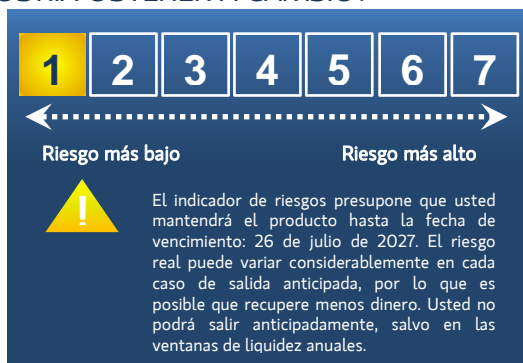 1 2 3 4 5 6 7
Riesgo más bajo Riesgo más alto
!
El indicador de riesgos presupone que usted
mantendrá el producto hasta la fecha de
vencimiento: 26 de julio de 2027. El riesgo
real puede variar considerablemente en cada
caso de salida anticipada, por lo que es
posible que recupere menos dinero. Usted no
podrá salir anticipadamente, salvo en las
ventanas de liquidez anuales.